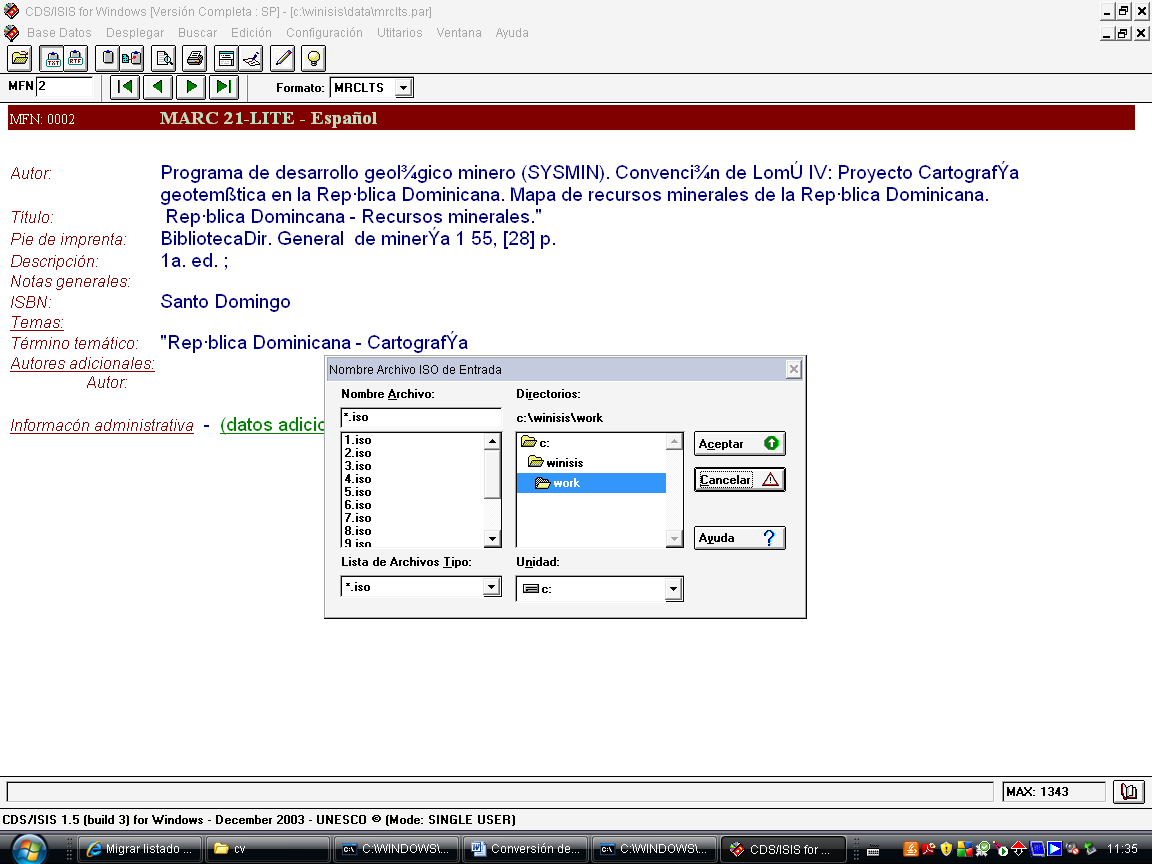 CDS/ISIS for Windows [Versión Completa : SP] - [c:\winisis\data\mrclts.par]
Base Datos Desplegar Buscar Edición Configuración Utitarios Ventana Ayuda
MFN 2 Formato: MRCLTS
MFN: 0002 MARC 21-LITE - Español
Autor: Programa de desarrollo geol¾gico minero (SYSMIN). Convenci¾n de LomÚ IV: Proyecto CartografÝa
geotemßtica en la Rep·blica Dominicana. Mapa de recursos minerales de la Rep·blica Dominicana.
Título: Rep·blica Domincana - Recursos minerales."
Pie de imprenta: BibliotecaDir. General de minerÝa 1 55, [28] p.
Descripción: 1a. ed. ;
Notas generales:
ISBN: Santo Domingo
Temas:
Término temático: "Rep·blica Dominicana - CartografÝa
Autores adicionales:
Autor:
Informacón administrativa - (datos adicio
Nombre Archivo ISO de Entrada
Nombre Archivo: Directorios:
*.iso c:\winisis\work
1.iso
2.iso
3.iso
4.iso
5.iso
6.iso
7.iso
8.iso
9.iso
c:
winisis
work
Aceptar
Cancelar
Ayuda
Lista de Archivos Tipo: Unidad:
*.iso c:
MAX: 1343
CDS/ISIS 1.5 (build 3) for Windows - December 2003 - UNESCO © (Mode: SINGLE USER)
Migrar listado ... cv C:\WINDOWS\... Conversión de... C:\WINDOWS\... CDS/ISIS for ... 11:35